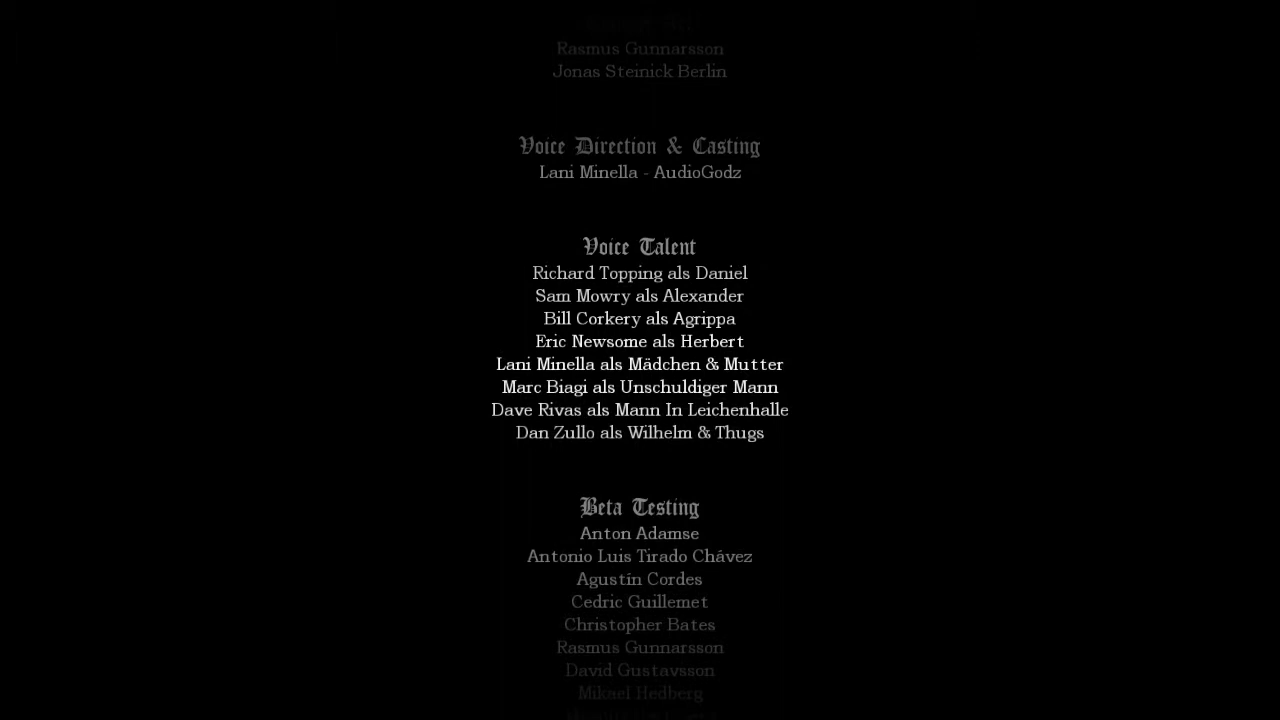 Rasmus Gunnarsson
Jonas Steinick Berlin
Voice Direction & Casting
Lani Minella - AudioGodz
Voice Talent
Richard Topping als Daniel
Sam Mowry als Alexander
Bill Corkery als Agrippa
Eric Newsome als Herbert
Lani Minella als Mädchen & Mutter
Marc Biagi als Unschuldiger Mann
Dave Rivas als Mann In Leichenhalle
Dan Zullo als Wilhelm & Thugs
Beta Testing
Anton Adamse
Antonio Luis Tirado Chávez
Agustín Cordes
Cedric Guillemet
Christopher Bates
Rasmus Gunnarsson
David Gustavsson
Mikael Hedberg